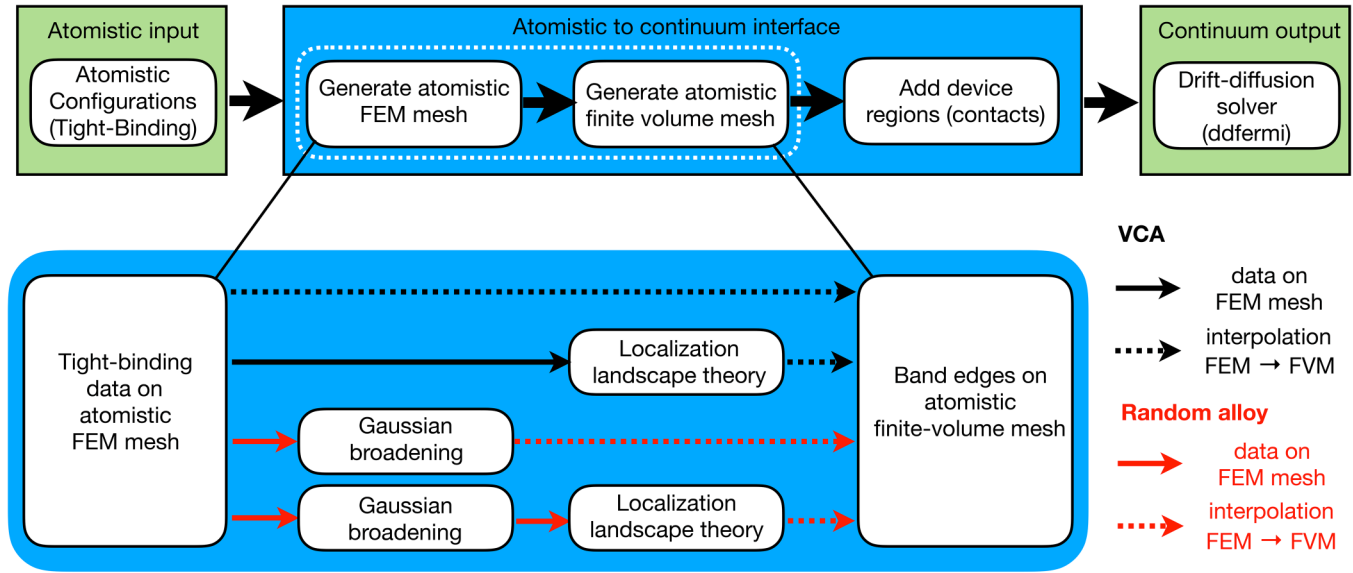 Atomistic input
Atomistic
Configurations
(Tight-Binding)
Atomistic to continuum interface
Generate atomistic
FEM mesh
Generate atomistic
finite volume mesh
Add device
regions (contacts)
Continuum output
Drift-diffusion
solver
(ddfermi)
Tight-binding
data on
atomistic
FEM mesh
Localization
landscape theory
Gaussian
broadening
Gaussian
broadening
Localization
landscape theory
Band edges on
atomistic
finite-volume mesh
VCA
data on
FEM mesh
interpolation
FEM → FVM
Random alloy
data on
FEM mesh
interpolation
FEM → FVM